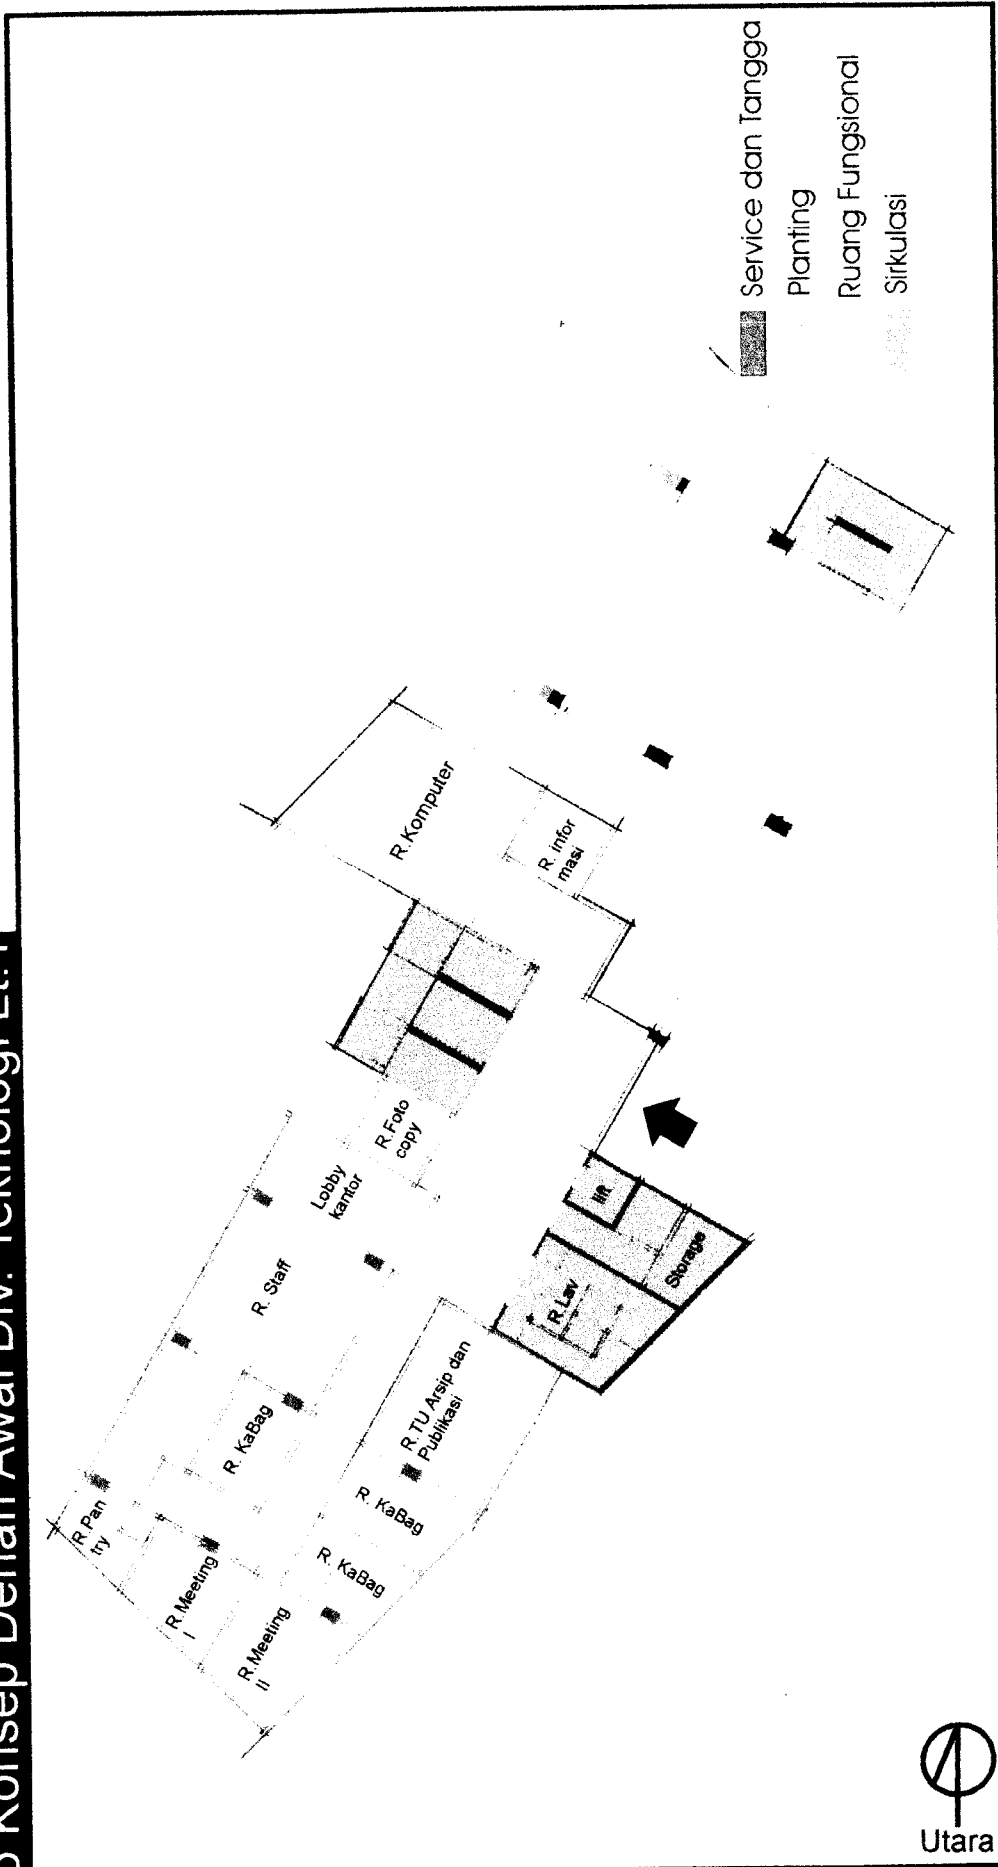 Konsep Denah Awal Div. Teknologi Lt. 1
Service dan Tangga
Planting
Ruang Fungsional
Sirkulasi
R.Pan
try
R.Meeting
I
R.Meeting
II
R. KaBag
R. KaBag
R. KaBag
R. Staff
R.TU Arsip dan
Publikasi
Lobby
kantor
R.Foto
copy
R.Lav
lift
Storage
R.Komputer
R. infor
masi
Utara